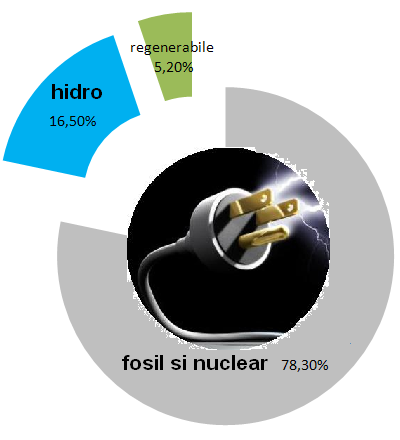 regenerabile
5,20%
hidro
16,50%
fosil si nuclear 78,30%